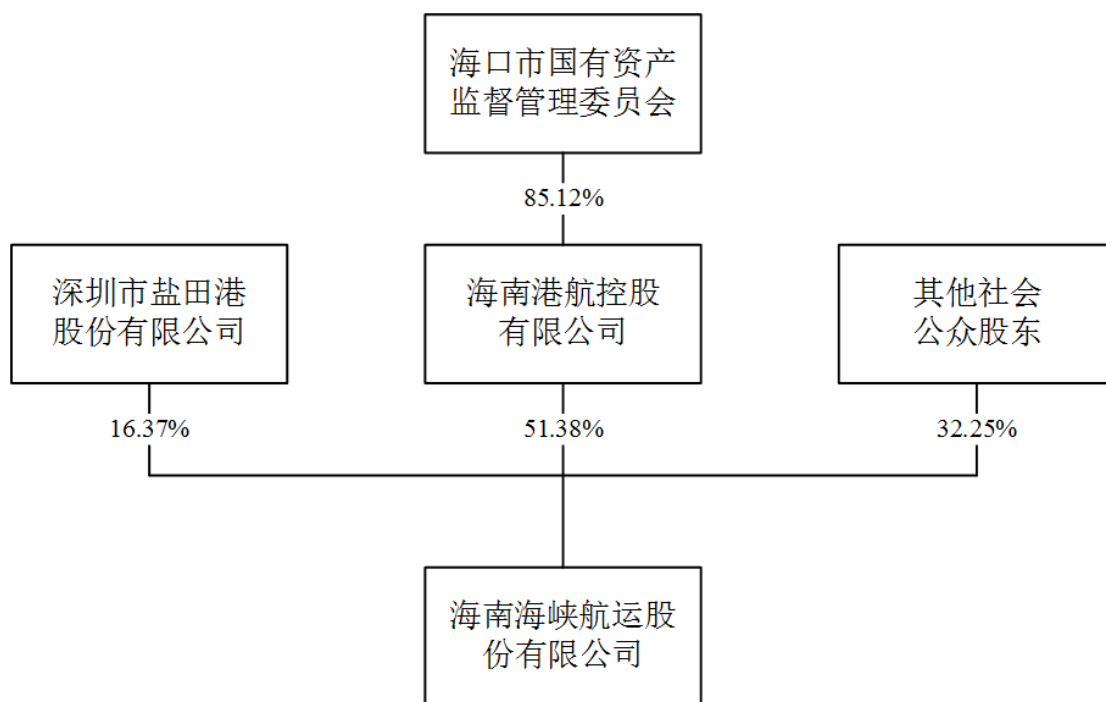 海口市国有资产
监督管理委员会
85.12%
深圳市盐田港
股份有限公司
海南港航控股
有限公司
其他社会
公众股东
16.37%
51.38%
32.25%
海南海峡航运股
份有限公司